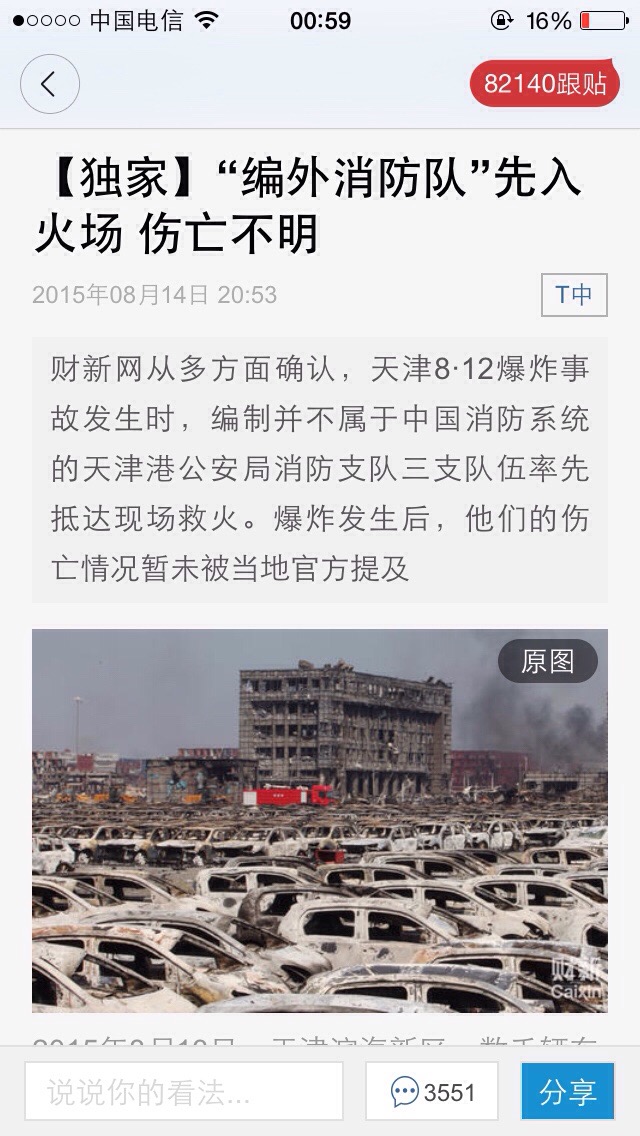 中国电信
00:59
16%
82140跟贴
【独家】“编外消防队”先入
火场 伤亡不明
2015年08月14日 20:53
T中
财新网从多方面确认，天津8·12爆炸事
故发生时，编制并不属于中国消防系统
的天津港公安局消防支队三支队伍率先
抵达现场救火。爆炸发生后，他们的伤
亡情况暂未被当地官方提及
原图
财新
Caixin
说说你的看法...
3551
分享